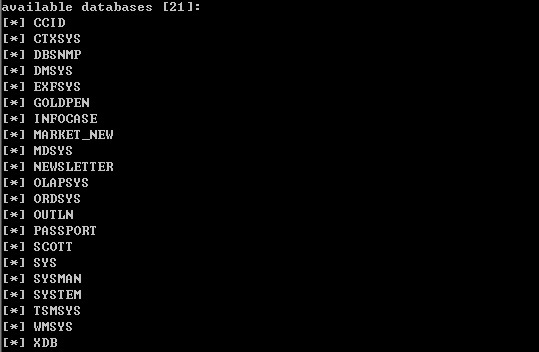 available databases [21]:
[*] CCID
[*] CTXSYS
[*] DBSNMP
[*] DMSYS
[*] EXFSYS
[*] GOLDPEN
[*] INFOCASE
[*] MARKET_NEW
[*] MDSYS
[*] NEWSLETTER
[*] OLAPSYS
[*] ORDSYS
[*] OUTLN
[*] PASSPORT
[*] SCOTT
[*] SYS
[*] SYSMAN
[*] SYSTEM
[*] TSMSYS
[*] WMSYS
[*] XDB